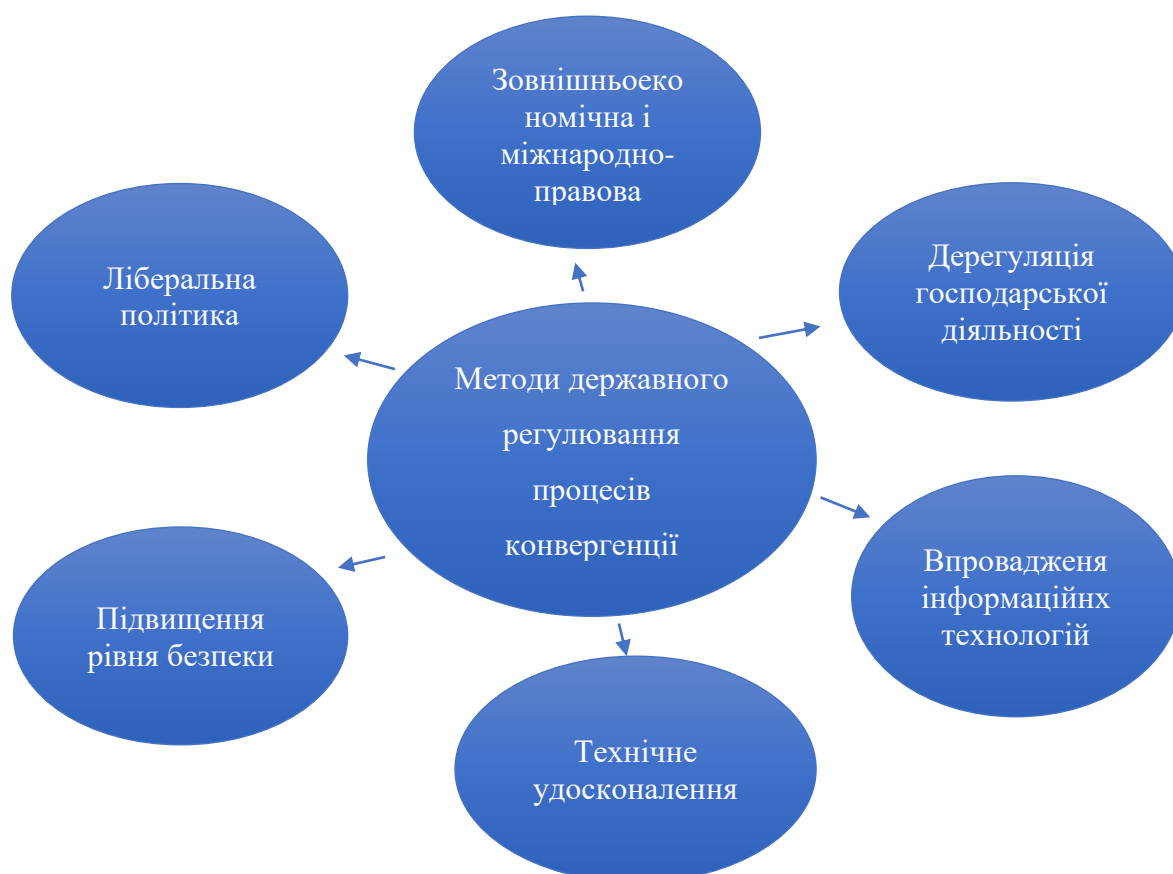 Зовнішньоеко
номічна і
міжнародно-
правова
Ліберальна
політика
Дерегуляція
господарської
діяльності
Методи державного
регулювання
процесів
конвергенції
Впровадженя
інформаційнх
технологій
Підвищення
рівня безпеки
Технічне
удосконалення